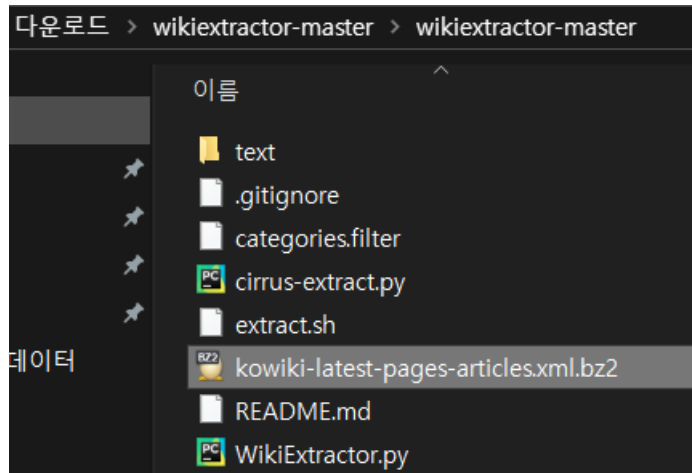 다운로드 > wikiextractor-master > wikiextractor-master
이름
text
.gitignore
categories.filter
cirrus-extract.py
extract.sh
데이터
kowiki-latest-pages-articles.xml.bz2
README.md
WikiExtractor.py